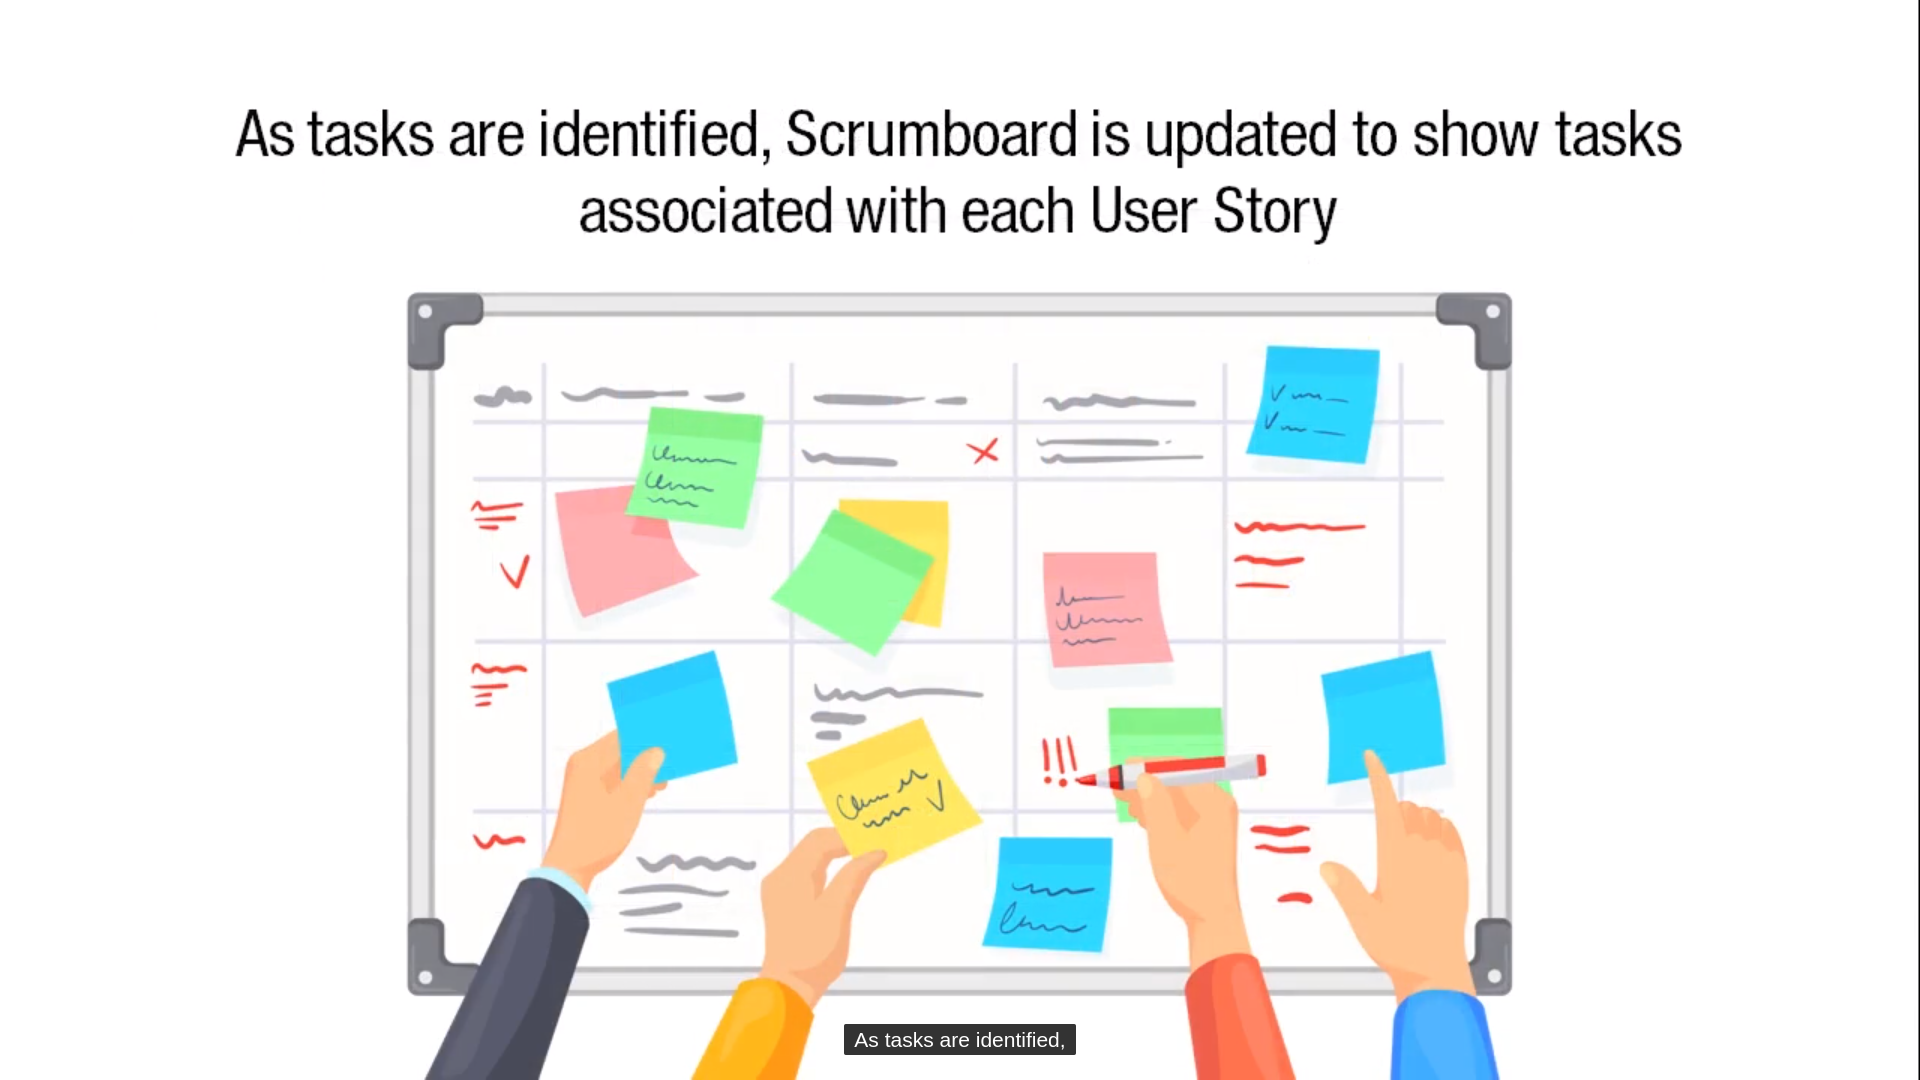 As tasks are identified, Scrumboard is updated to show tasks
associated with each User Story
!!!
As tasks are identified,